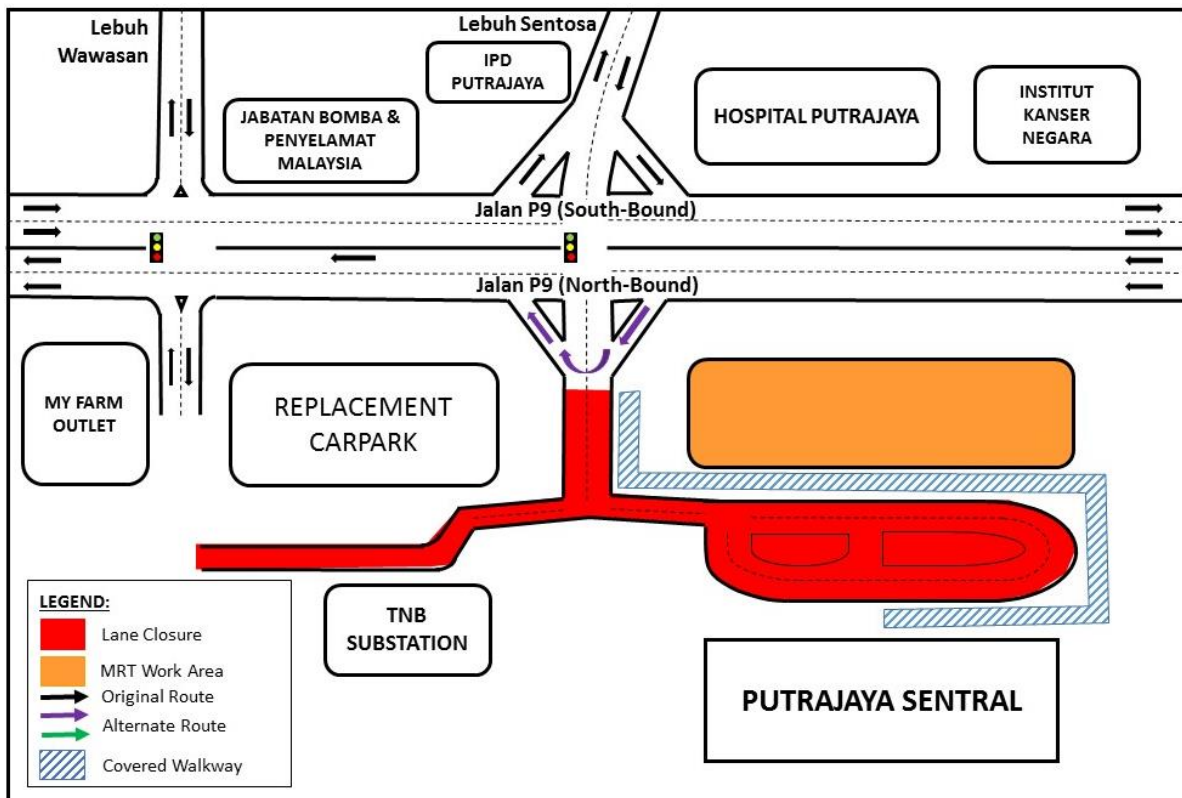 Lebuh
Wawasan
Lebuh Sentosa
IPD
PUTRAJAYA
JABATAN BOMBA &
PENYELAMAT
MALAYSIA
HOSPITAL PUTRAJAYA
INSTITUT
KANSER
NEGARA
Jalan P9 (South-Bound)
Jalan P9 (North-Bound)
MY FARM
OUTLET
REPLACEMENT
CARPARK
TNB
SUBSTATION
PUTRAJAYA SENTRAL
LEGEND:
Lane Closure
MRT Work Area
Original Route
Alternate Route
Covered Walkway